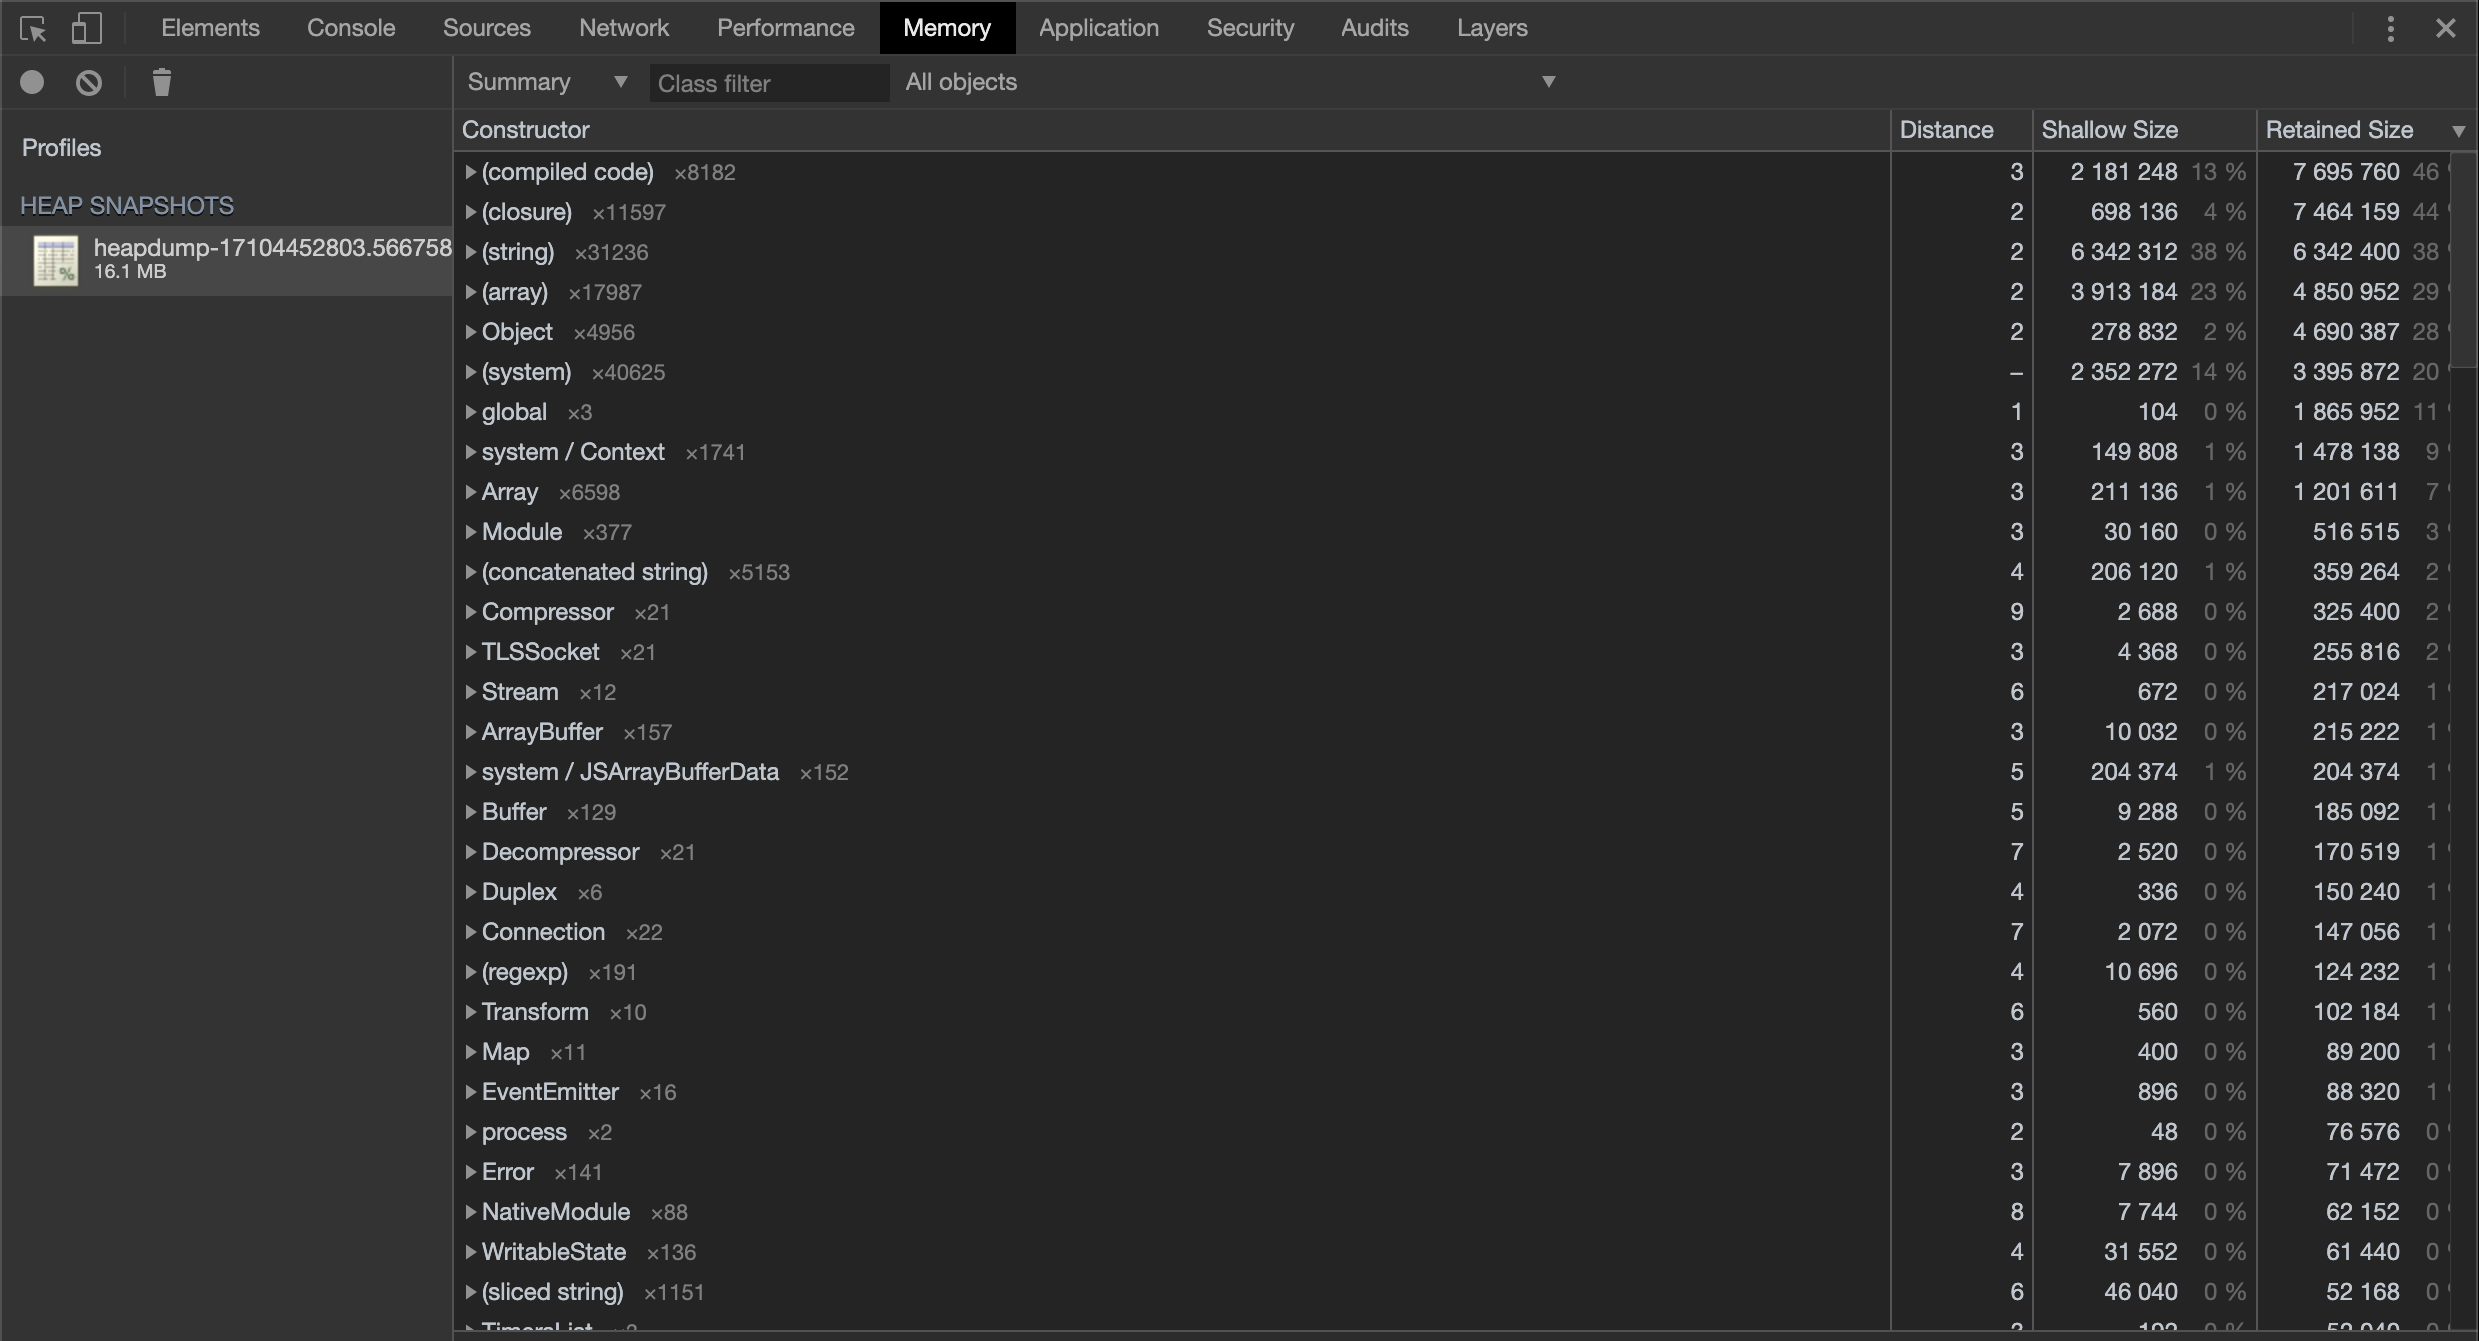 Elements Console Sources Network Performance Memory Application Security Audits Layers
Summary ▼ Class filter All objects ▼
Profiles
HEAP SNAPSHOTS
heapdump-17104452803.566758
16.1 MB
Constructor Distance Shallow Size Retained Size ▼
(compiled code) ×8182 3 2 181 248 13 % 7 695 760 46
(closure) ×11597 2 698 136 4 % 7 464 159 44
(string) ×31236 2 6 342 312 38 % 6 342 400 38
(array) ×17987 2 3 913 184 23 % 4 850 952 29
Object ×4956 2 278 832 2 % 4 690 387 28
(system) ×40625 – 2 352 272 14 % 3 395 872 20
global ×3 1 104 0 % 1 865 952 11
system / Context ×1741 3 149 808 1 % 1 478 138 9
Array ×6598 3 211 136 1 % 1 201 611 7
Module ×377 3 30 160 0 % 516 515 3
(concatenated string) ×5153 4 206 120 1 % 359 264 2
Compressor ×21 9 2 688 0 % 325 400 2
TLSSocket ×21 3 4 368 0 % 255 816 2
Stream ×12 6 672 0 % 217 024 1
ArrayBuffer ×157 3 10 032 0 % 215 222 1
system / JSArrayBufferData ×152 5 204 374 1 % 204 374 1
Buffer ×129 5 9 288 0 % 185 092 1
Decompressor ×21 7 2 520 0 % 170 519 1
Duplex ×6 4 336 0 % 150 240 1
Connection ×22 7 2 072 0 % 147 056 1
(regexp) ×191 4 10 696 0 % 124 232 1
Transform ×10 6 560 0 % 102 184 1
Map ×11 3 400 0 % 89 200 1
EventEmitter ×16 3 896 0 % 88 320 1
process ×2 2 48 0 % 76 576 0
Error ×141 3 7 896 0 % 71 472 0
NativeModule ×88 8 7 744 0 % 62 152 0
WritableState ×136 4 31 552 0 % 61 440 0
(sliced string) ×1151 6 46 040 0 % 52 168 0